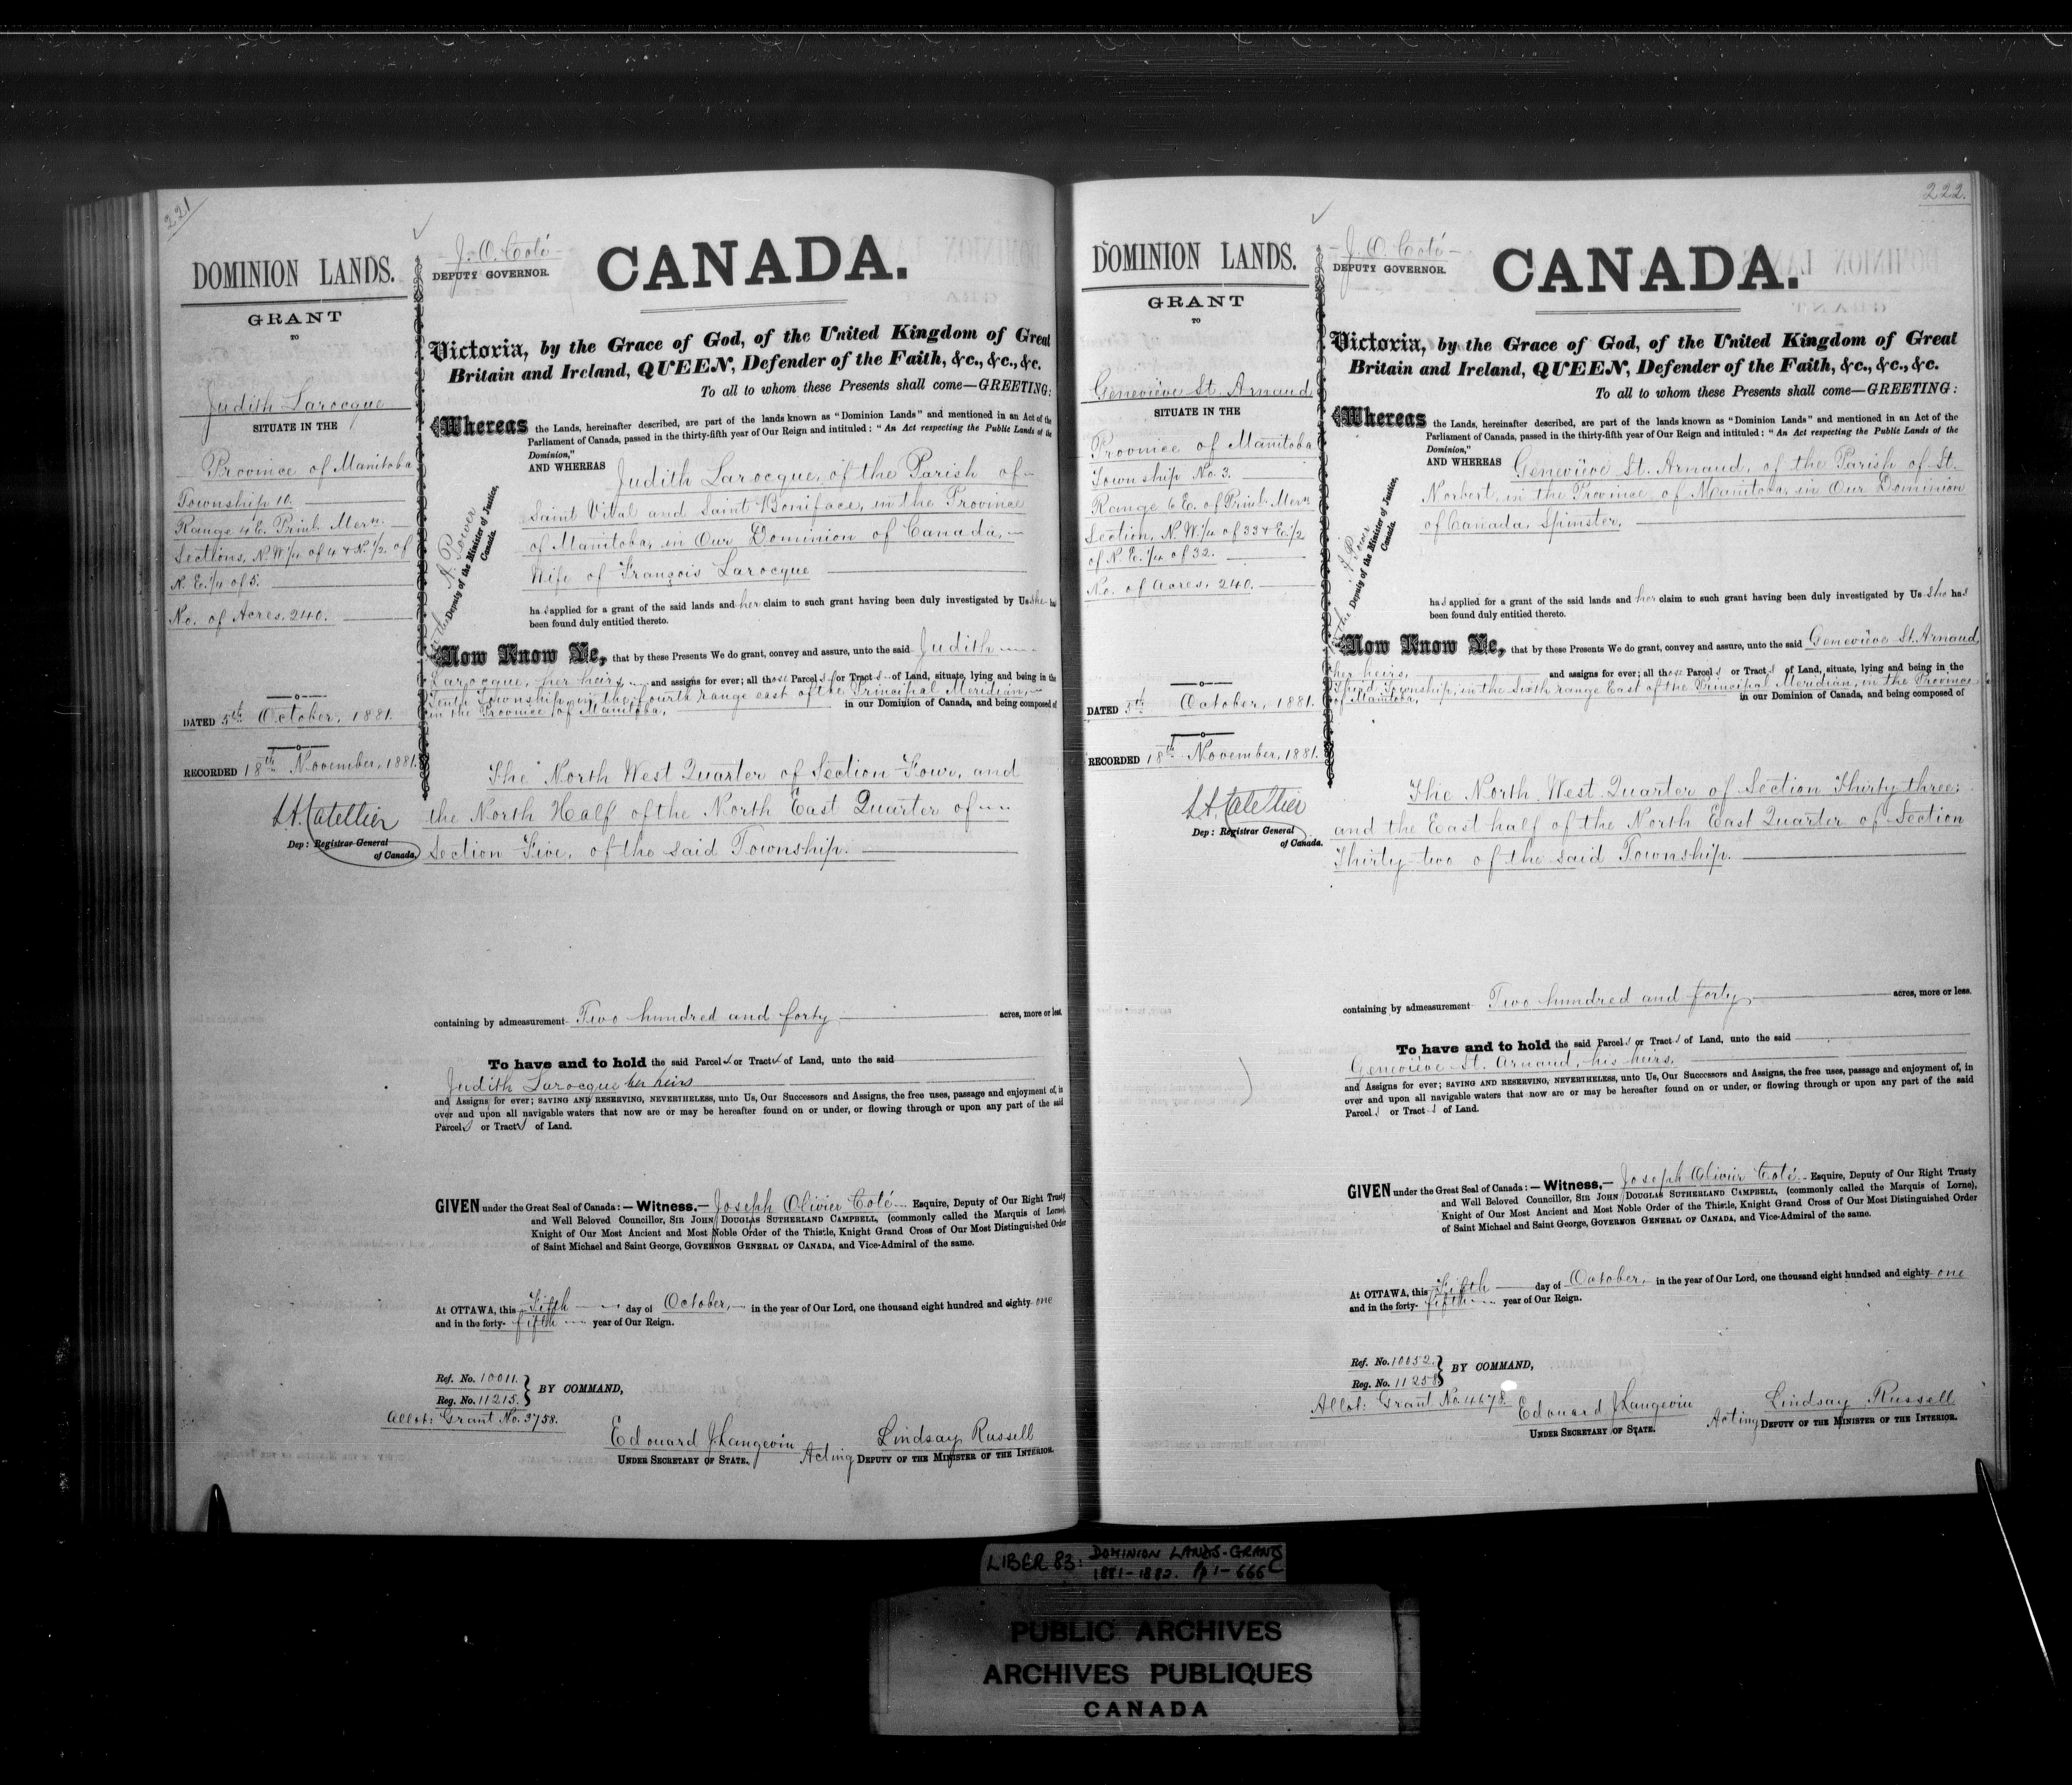 221
DOMINION LANDS.
GRANT
TO
Judith Larocque
SITUATE IN THE
Province of Manitoba
Township 10.
Range 4 E. Prinl. Mern.
Sections, N.W.1/4 of 4 & N.1/2 of
N.E.1/4 of 5.
No. of Acres. 240.
DATED 5th October, 1881.
RECORDED 18th November, 1881.
Dep: Registrar General
of Canada.
J. O. Coté
DEPUTY GOVERNOR.
CANADA.
Victoria, by the Grace of God, of the United Kingdom of Great
Britain and Ireland, QUEEN, Defender of the Faith, &c., &c., &c.
To all to whom these Presents shall come—GREETING:
Whereas the Lands, hereinafter described, are part of the lands known as "Dominion Lands" and mentioned in an Act of the
Parliament of Canada, passed in the thirty-fifth year of Our Reign and intituled: "An Act respecting the Public Lands of the
Dominion,"
AND WHEREAS Judith Larocque, of the Parish of
Saint Vital and Saint Boniface, in the Province
of Manitoba, in Our Dominion of Canada,
Wife of François Larocque
A. Power
Deputy of the Minister of Justice,
Canada.
has applied for a grant of the said lands and her claim to such grant having been duly investigated by Us she has
been found duly entitled thereto.
Now Know Ye, that by these Presents We do grant, convey and assure, unto the said Judith
Larocque, her heirs and assigns for ever; all those Parcels or Tracts of Land, situate, lying and being in the
Tenth Township, in the fourth range east of the Principal Meridian,
in the Province of Manitoba, in our Dominion of Canada, and being composed of
The North West Quarter of Section Four, and
the North Half of the North East Quarter of
Section Five, of the said Township.
containing by admeasurement Two hundred and forty acres, more or less.
To have and to hold the said Parcels or Tracts of Land, unto the said
Judith Larocque her heirs
and Assigns for ever; SAVING AND RESERVING, NEVERTHELESS, unto Us, Our Successors and Assigns, the free uses, passage and enjoyment of, in
over and upon all navigable waters that now are or may be hereafter found on or under, or flowing through or upon any part of the said
Parcels or Tracts of Land.
GIVEN under the Great Seal of Canada:—Witness,—Joseph Olivier Coté Esquire, Deputy of Our Right Trusty
and Well Beloved Councillor, SIR JOHN DOUGLAS SUTHERLAND CAMPBELL, (commonly called the Marquis of Lorne),
Knight of Our Most Ancient and Most Noble Order of the Thistle, Knight Grand Cross of Our Most Distinguished Order
of Saint Michael and Saint George, GOVERNOR GENERAL OF CANADA, and Vice-Admiral of the same.
At OTTAWA, this Fifth day of October, in the year of Our Lord, one thousand eight hundred and eighty one
and in the forty-fifth year of Our Reign.
Ref. No. 10011.
Reg. No. 11215.
BY COMMAND,
Allot: Grant No. 3758.
Edouard J Langevin
UNDER SECRETARY OF STATE.
Lindsay Russell
Acting DEPUTY OF THE MINISTER OF THE INTERIOR.
222.
DOMINION LANDS.
GRANT
TO
Geneviève St. Arnaud
SITUATE IN THE
Province of Manitoba
Township No. 3.
Range 6 E. of Prinl. Mern
Section, N.W.1/4 of 33 & E.1/2
of N.E.1/4 of 32.
No. of Acres, 240.
DATED 5th October, 1881.
RECORDED 18th November, 1881.
Dep: Registrar General
of Canada.
J. O. Coté
DEPUTY GOVERNOR.
CANADA.
Victoria, by the Grace of God, of the United Kingdom of Great
Britain and Ireland, QUEEN, Defender of the Faith, &c., &c., &c.
To all to whom these Presents shall come—GREETING:
Whereas the Lands, hereinafter described, are part of the lands known as "Dominion Lands" and mentioned in an Act of the
Parliament of Canada, passed in the thirty-fifth year of Our Reign and intituled: "An Act respecting the Public Lands of the
Dominion,"
AND WHEREAS Geneviève St. Arnaud, of the Parish of St.
Norbert, in the Province, of Manitoba, in Our Dominion
of Canada, Spinster,
A. Power
Deputy of the Minister of Justice,
Canada.
has applied for a grant of the said lands and her claim to such grant having been duly investigated by Us she has
been found duly entitled thereto.
Now Know Ye, that by these Presents We do grant, convey and assure, unto the said Geneviève St. Arnaud
her heirs, and assigns for ever; all those Parcels or Tracts of Land, situate, lying and being in the
Third Township, in the Sixth range East of the Principal Meridian, in the Province
of Manitoba, in our Dominion of Canada, and being composed of
The North West Quarter of Section Thirty three;
and the East half of the North East Quarter of Section
Thirty two of the said Township.
containing by admeasurement Two hundred and forty, acres, more or less.
To have and to hold the said Parcels or Tracts of Land, unto the said
Geneviève St. Arnaud, his heirs,
and Assigns for ever; SAVING AND RESERVING, NEVERTHELESS, unto Us, Our Successors and Assigns, the free uses, passage and enjoyment of, in
over and upon all navigable waters that now are or may be hereafter found on or under, or flowing through or upon any part of the said
Parcels or Tracts of Land.
GIVEN under the Great Seal of Canada:—Witness,—Joseph Olivier Coté Esquire, Deputy of Our Right Trusty
and Well Beloved Councillor, SIR JOHN DOUGLAS SUTHERLAND CAMPBELL, (commonly called the Marquis of Lorne),
Knight of Our Most Ancient and Most Noble Order of the Thistle, Knight Grand Cross of Our Most Distinguished Order
of Saint Michael and Saint George, GOVERNOR GENERAL OF CANADA, and Vice-Admiral of the same.
At OTTAWA, this Fifth day of October, in the year of Our Lord, one thousand eight hundred and eighty one
and in the forty-fifth year of Our Reign.
Ref. No. 10052.
Reg. No. 11258
BY COMMAND,
Allot: Grant No. 4678.
Edouard J Langevin
UNDER SECRETARY OF STATE.
Lindsay Russell
Acting DEPUTY OF THE MINISTER OF THE INTERIOR.
LIBER 83: DOMINION LANDS-GRANTS
1881-1882. Pp 1-666
PUBLIC ARCHIVES
ARCHIVES PUBLIQUES
CANADA